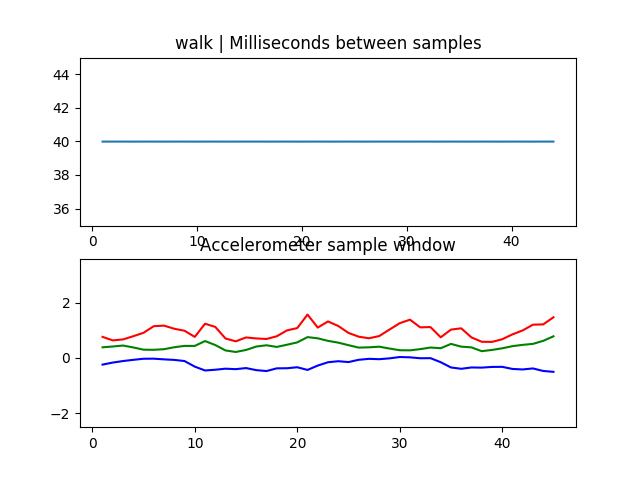 walk | Milliseconds between samples
44
42
40
38
36
0 10 20 30 40
Accelerometer sample window
2
0
−2
0 10 20 30 40